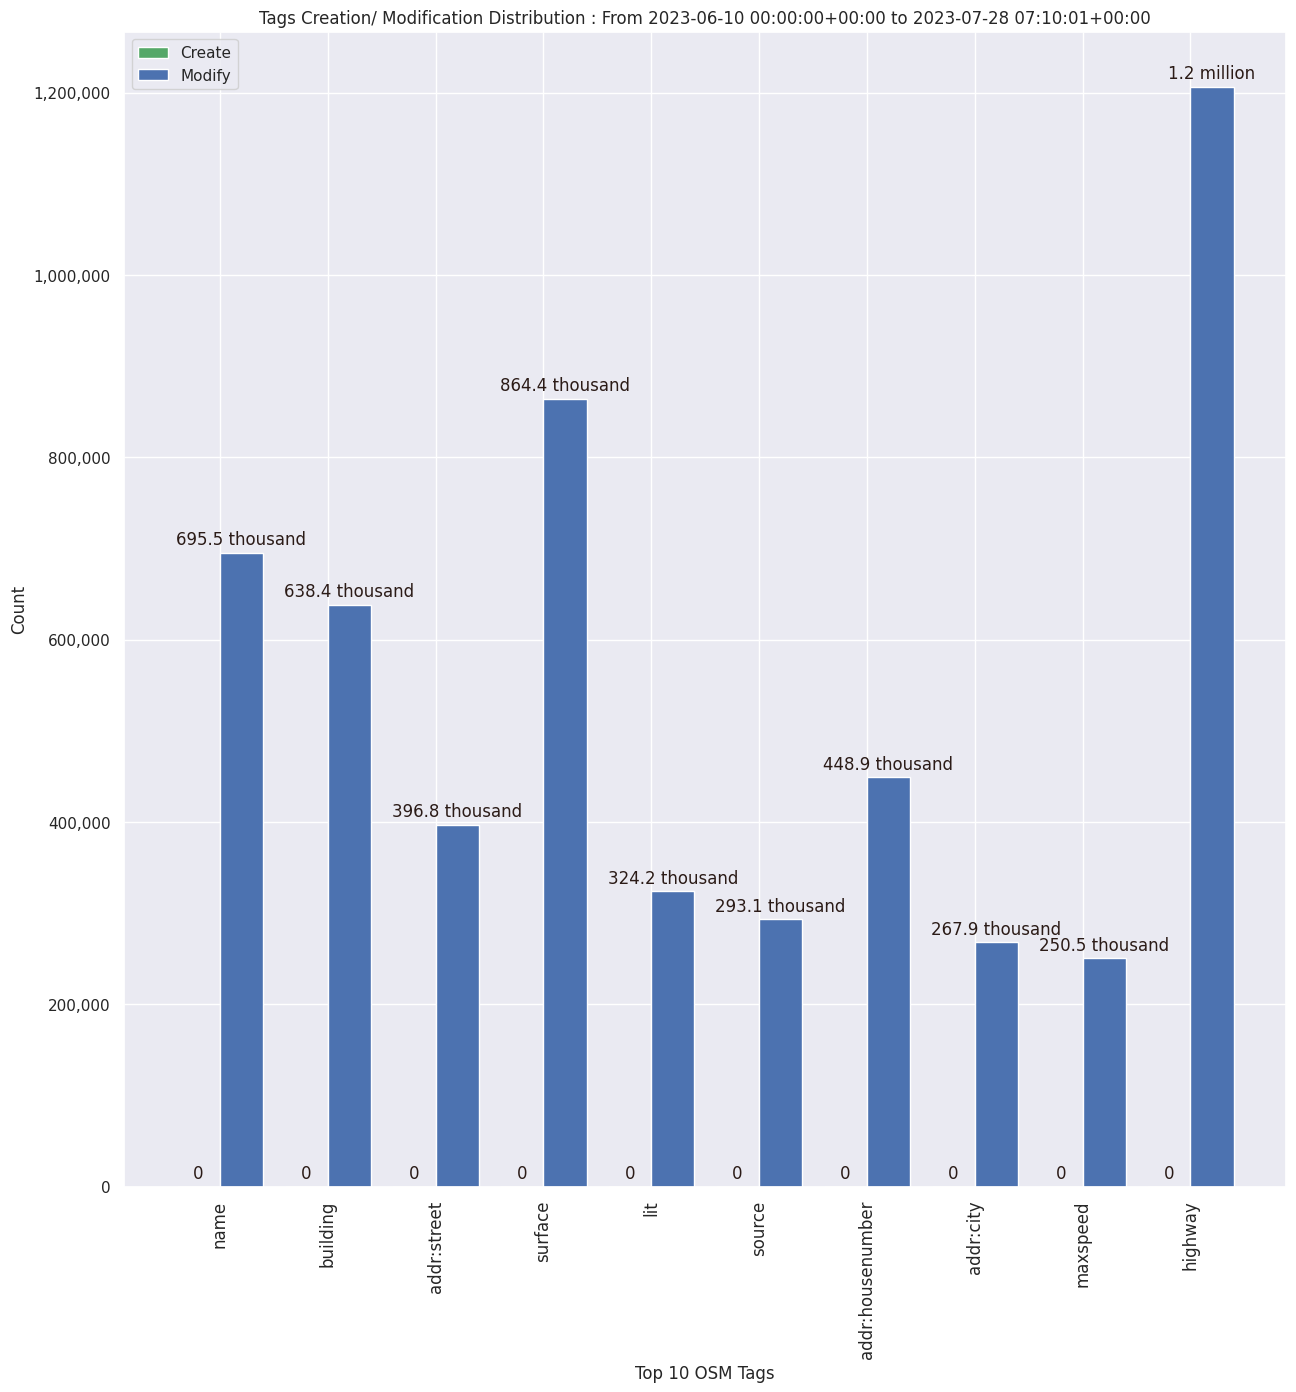 Tags Creation/ Modification Distribution : From 2023-06-10 00:00:00+00:00 to 2023-07-28 07:10:01+00:00
Create
Modify
1.2 million
1,200,000
1,000,000
864.4 thousand
800,000
695.5 thousand
638.4 thousand
600,000
Count
448.9 thousand
396.8 thousand
400,000
324.2 thousand
293.1 thousand
267.9 thousand
250.5 thousand
200,000
0 0 0 0 0 0 0 0 0 0
0
name
building
addr:street
surface
lit
source
addr:housenumber
addr:city
maxspeed
highway
Top 10 OSM Tags